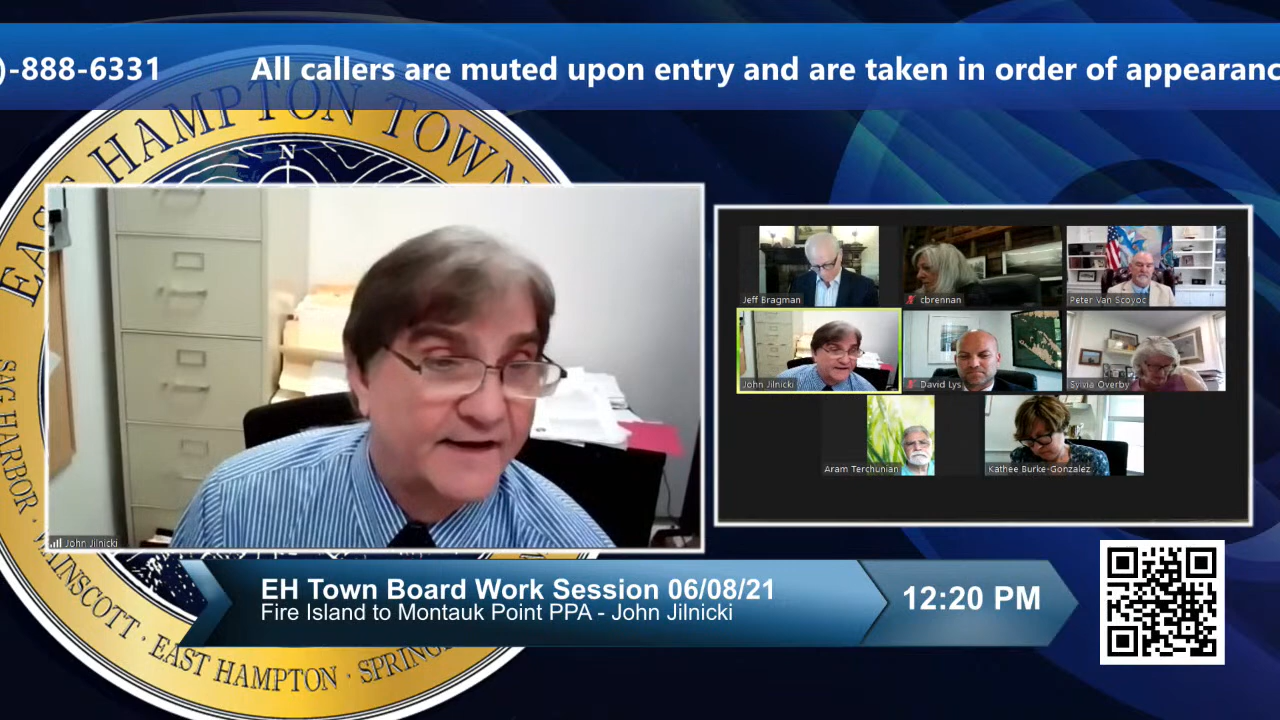 )-888-6331 All callers are muted upon entry and are taken in order of appearanc
EAST HAMPTON TOWN
N
Jeff Bragman
cbrennan
Peter Van Scoyoc
John Jilnicki
David Lys
Sylvia Overby
Aram Terchunian
Kathee Burke-Gonzalez
John Jilnicki
SAG HARBOR · WAINSCOTT · EAST HAMPTON · SPRING
EH Town Board Work Session 06/08/21
Fire Island to Montauk Point PPA - John Jilnicki
12:20 PM